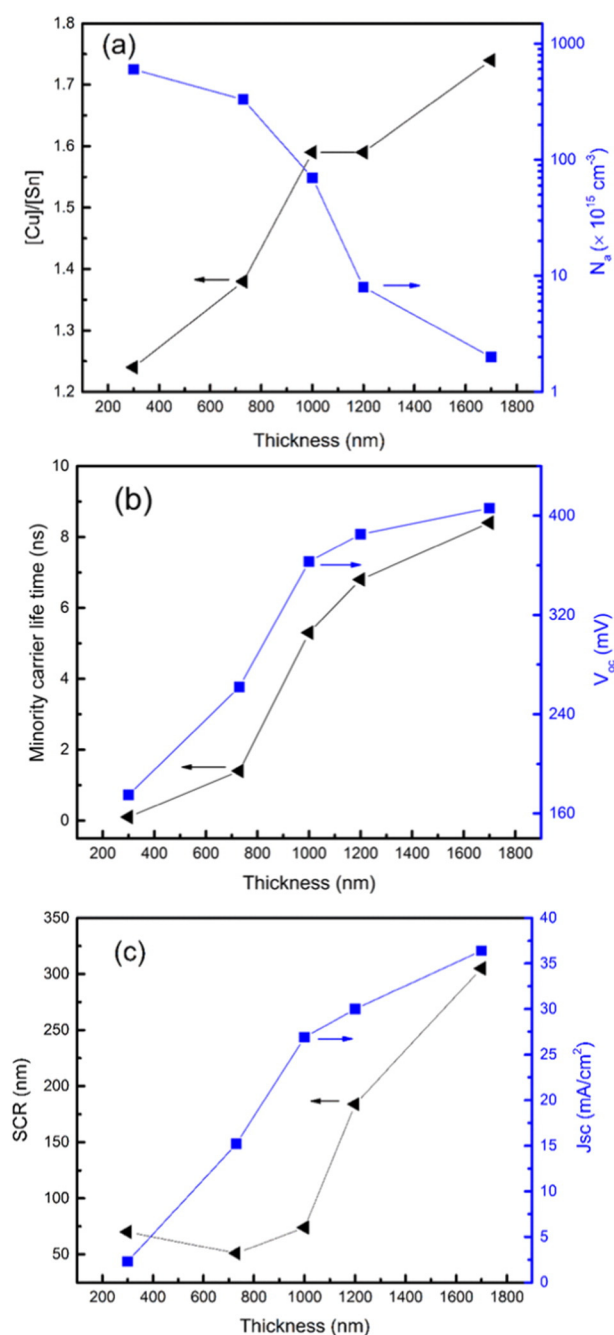 (a)
1.8
1.7
1.6
1.5
1.4
1.3
1.2
[Cu]/[Sn]
1000
100
10
1
Nₐ (× 10¹⁵ cm⁻³)
200 400 600 800 1000 1200 1400 1600 1800
Thickness (nm)
(b)
10
8
6
4
2
0
Minority carrier life time (ns)
400
320
240
160
V_oc (mV)
200 400 600 800 1000 1200 1400 1600 1800
Thickness (nm)
(c)
350
300
250
200
150
100
50
SCR (nm)
40
35
30
25
20
15
10
5
0
Jsc (mA/cm²)
200 400 600 800 1000 1200 1400 1600 1800
Thickness (nm)